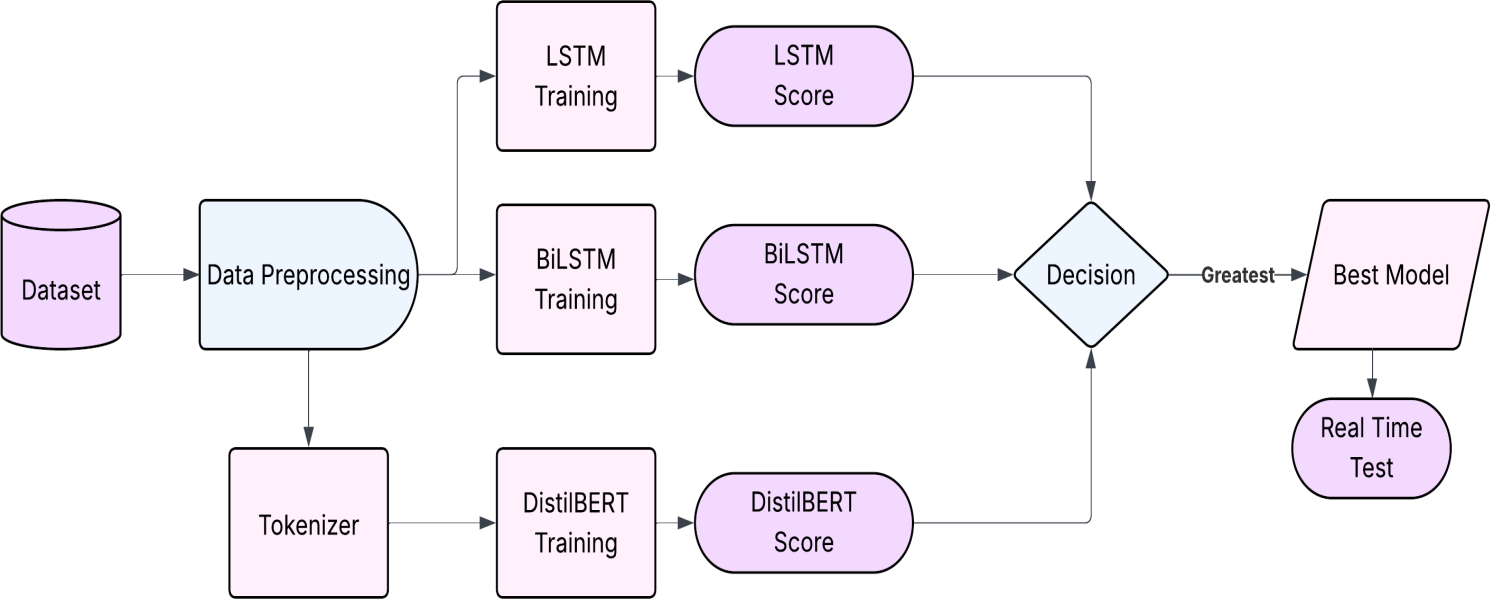 LSTM
Training
LSTM
Score
Dataset
Data Preprocessing
BiLSTM
Training
BiLSTM
Score
Decision
Greatest
Best Model
Tokenizer
DistilBERT
Training
DistilBERT
Score
Real Time
Test